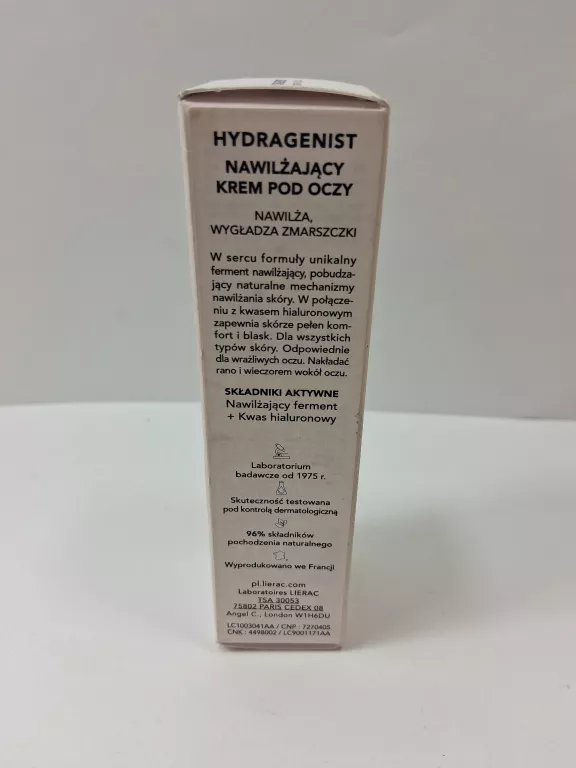 HYDRAGENIST
NAWILŻAJĄCY
KREM POD OCZY
NAWILŻA,
WYGŁADZA ZMARSZCZKI
W sercu formuły unikalny
ferment nawilżający, pobudza-
jący naturalne mechanizmy
nawilżania skóry. W połącze-
niu z kwasem hialuronowym
zapewnia skórze pełen kom-
fort i blask. Dla wszystkich
typów skóry. Odpowiednie
dla wrażliwych oczu. Nakładać
rano i wieczorem wokół oczu.
SKŁADNIKI AKTYWNE
Nawilżający ferment
+ Kwas hialuronowy
Laboratorium
badawcze od 1975 r.
Skuteczność testowana
pod kontrolą dermatologiczną
96% składników
pochodzenia naturalnego
Wyprodukowano we Francji
pl.lierac.com
Laboratoires LIERAC
TSA 30053
75802 PARIS CEDEX 08
Angel C., London W1H6DU
LC1003041AA / CNP : 7270405
CNK : 4498002 / LC9001171AA